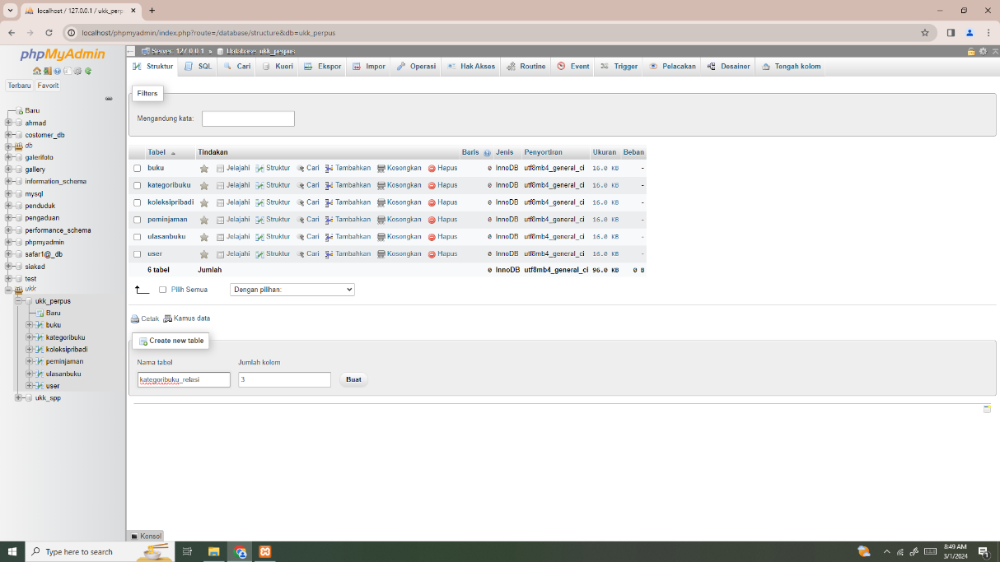 localhost / 127.0.0.1 / ukk_perp
localhost/phpmyadmin/index.php?route=/database/structure&db=ukk_perpus
phpMyAdmin
Terbaru Favorit
Baru
ahmad
costomer_db
db
galerifoto
gallery
information_schema
mysql
penduduk
pengaduan
performance_schema
phpmyadmin
safar1@_db
siakad
test
ukk
ukk_perpus
Baru
buku
kategoribuku
koleksipribadi
peminjaman
ulasanbuku
user
ukk_spp
Server: 127.0.0.1 » Database: ukk_perpus
Struktur SQL Cari Kueri Ekspor Impor Operasi Hak Akses Routine Event Trigger Pelacakan Desainer Tengah kolom
Filters
Mengandung kata:
Tabel Tindakan Baris Jenis Penyortiran Ukuran Beban
buku Jelajahi Struktur Cari Tambahkan Kosongkan Hapus 0 InnoDB utf8mb4_general_ci 16.0 KB -
kategoribuku Jelajahi Struktur Cari Tambahkan Kosongkan Hapus 0 InnoDB utf8mb4_general_ci 16.0 KB -
koleksipribadi Jelajahi Struktur Cari Tambahkan Kosongkan Hapus 0 InnoDB utf8mb4_general_ci 16.0 KB -
peminjaman Jelajahi Struktur Cari Tambahkan Kosongkan Hapus 0 InnoDB utf8mb4_general_ci 16.0 KB -
ulasanbuku Jelajahi Struktur Cari Tambahkan Kosongkan Hapus 0 InnoDB utf8mb4_general_ci 16.0 KB -
user Jelajahi Struktur Cari Tambahkan Kosongkan Hapus 0 InnoDB utf8mb4_general_ci 16.0 KB -
6 tabel Jumlah 0 InnoDB utf8mb4_general_ci 96.0 KB 0 B
Pilih Semua Dengan pilihan:
Cetak Kamus data
Create new table
Nama tabel Jumlah kolom
kategoribuku_relasi 3 Buat
Konsol
Type here to search
8:49 AM
3/1/2024
1